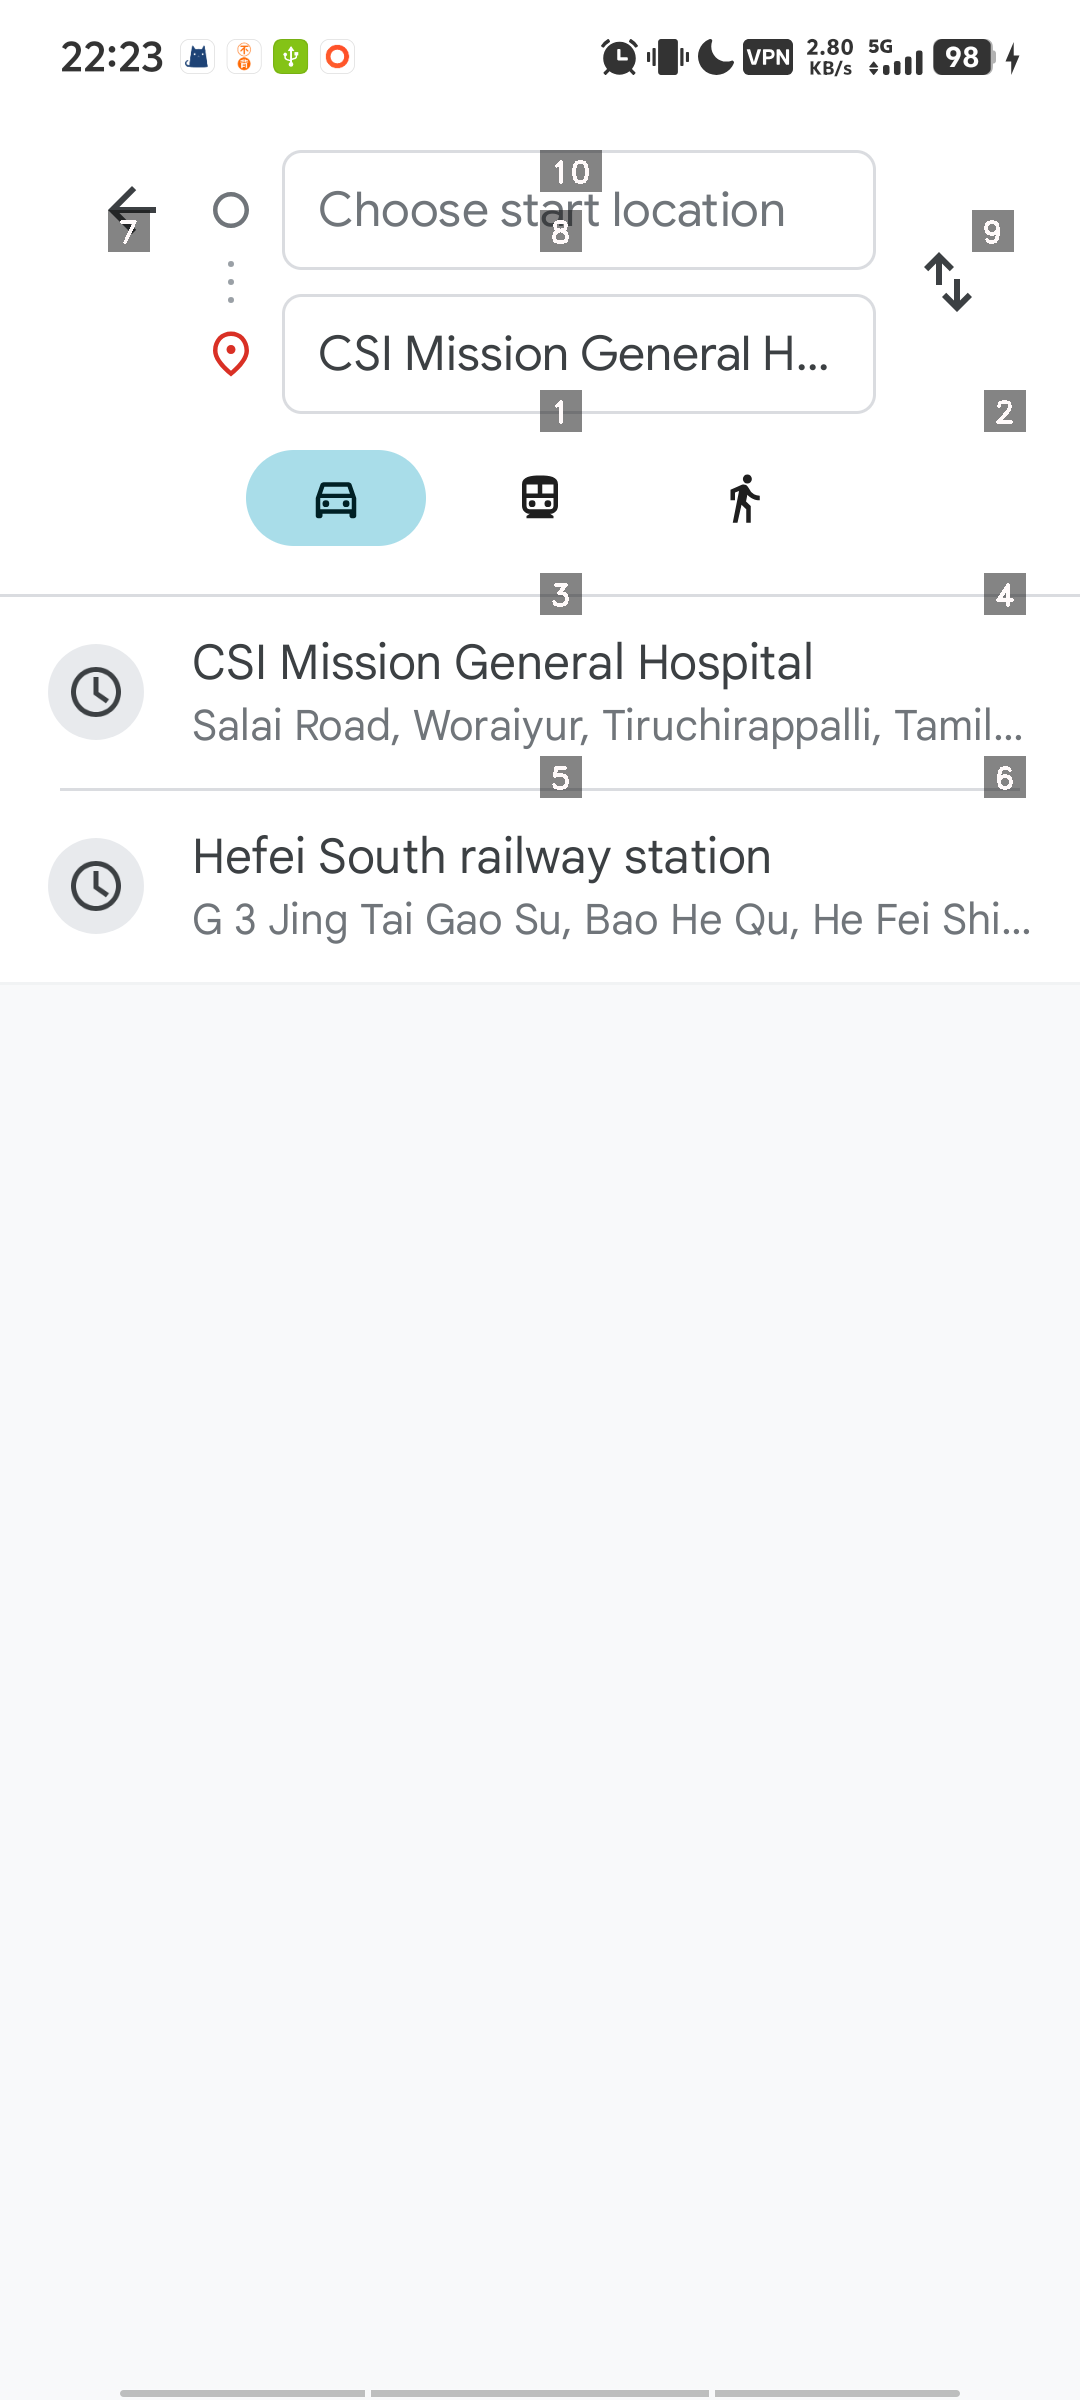 22:23 VPN 2.80 KB/s 5G 98
10
Choose start location
7 8 9
CSI Mission General H...
1 2
3 4
CSI Mission General Hospital
Salai Road, Woraiyur, Tiruchirappalli, Tamil...
5 6
Hefei South railway station
G 3 Jing Tai Gao Su, Bao He Qu, He Fei Shi...